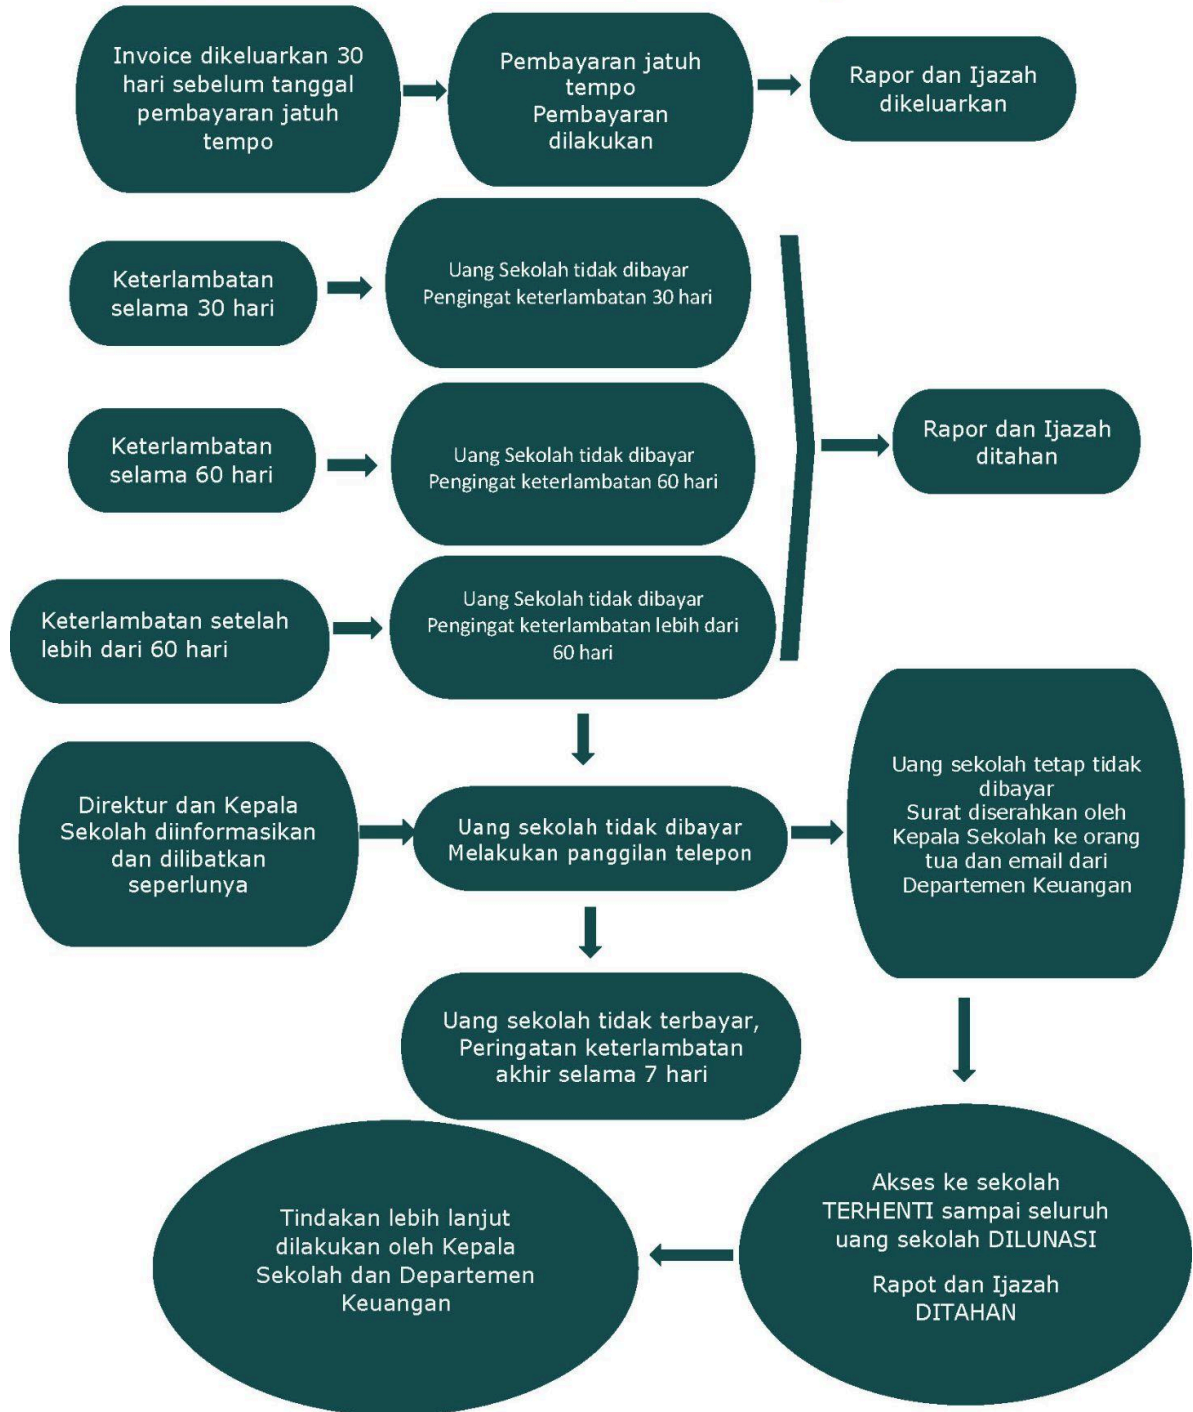 Invoice dikeluarkan 30
hari sebelum tanggal
pembayaran jatuh
tempo
Pembayaran jatuh
tempo
Pembayaran
dilakukan
Rapor dan Ijazah
dikeluarkan
Keterlambatan
selama 30 hari
Uang Sekolah tidak dibayar
Pengingat keterlambatan 30 hari
Keterlambatan
selama 60 hari
Uang Sekolah tidak dibayar
Pengingat keterlambatan 60 hari
Rapor dan Ijazah
ditahan
Keterlambatan setelah
lebih dari 60 hari
Uang Sekolah tidak dibayar
Pengingat keterlambatan lebih dari
60 hari
Direktur dan Kepala
Sekolah diinformasikan
dan dilibatkan
seperlunya
Uang sekolah tidak dibayar
Melakukan panggilan telepon
Uang sekolah tetap tidak
dibayar
Surat diserahkan oleh
Kepala Sekolah ke orang
tua dan email dari
Departemen Keuangan
Uang sekolah tidak terbayar,
Peringatan keterlambatan
akhir selama 7 hari
Akses ke sekolah
TERHENTI sampai seluruh
uang sekolah DILUNASI
Rapot dan Ijazah
DITAHAN
Tindakan lebih lanjut
dilakukan oleh Kepala
Sekolah dan Departemen
Keuangan